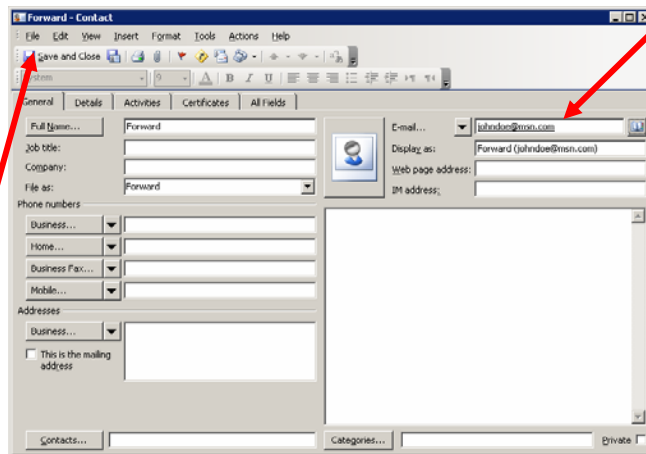 Forward - Contact
File Edit View Insert Format Tools Actions Help
Save and Close
System 9 A B I U
General Details Activities Certificates All Fields
Full Name... Forward
Job title:
Company:
File as: Forward
E-mail... johndoe@msn.com
Display as: Forward (johndoe@msn.com)
Web page address:
IM address:
Phone numbers
Business...
Home...
Business Fax...
Mobile...
Addresses
Business...
This is the mailing
address
Contacts... Categories... Private